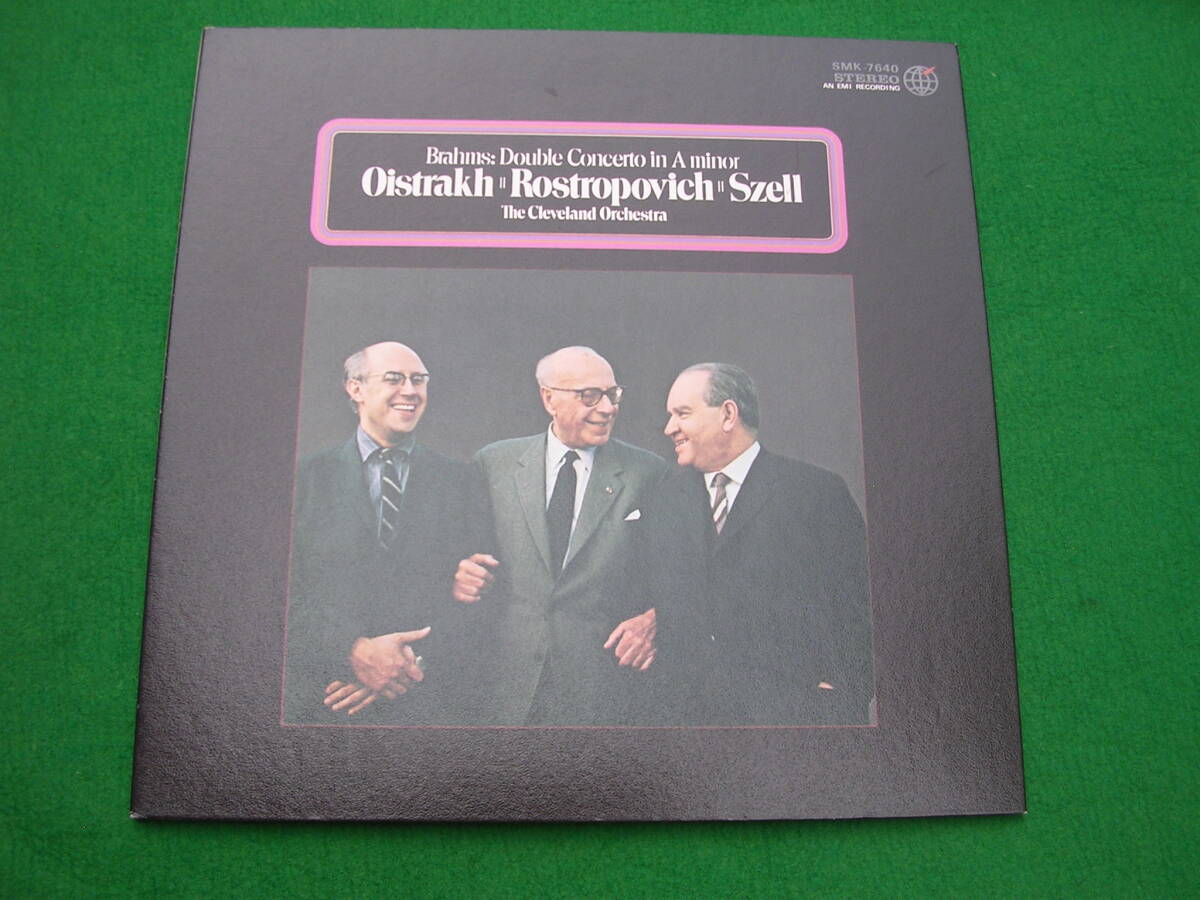 SMK-7640
STEREO
AN EMI RECORDING
Brahms: Double Concerto in A minor
Oistrakh Rostropovich Szell
The Cleveland Orchestra